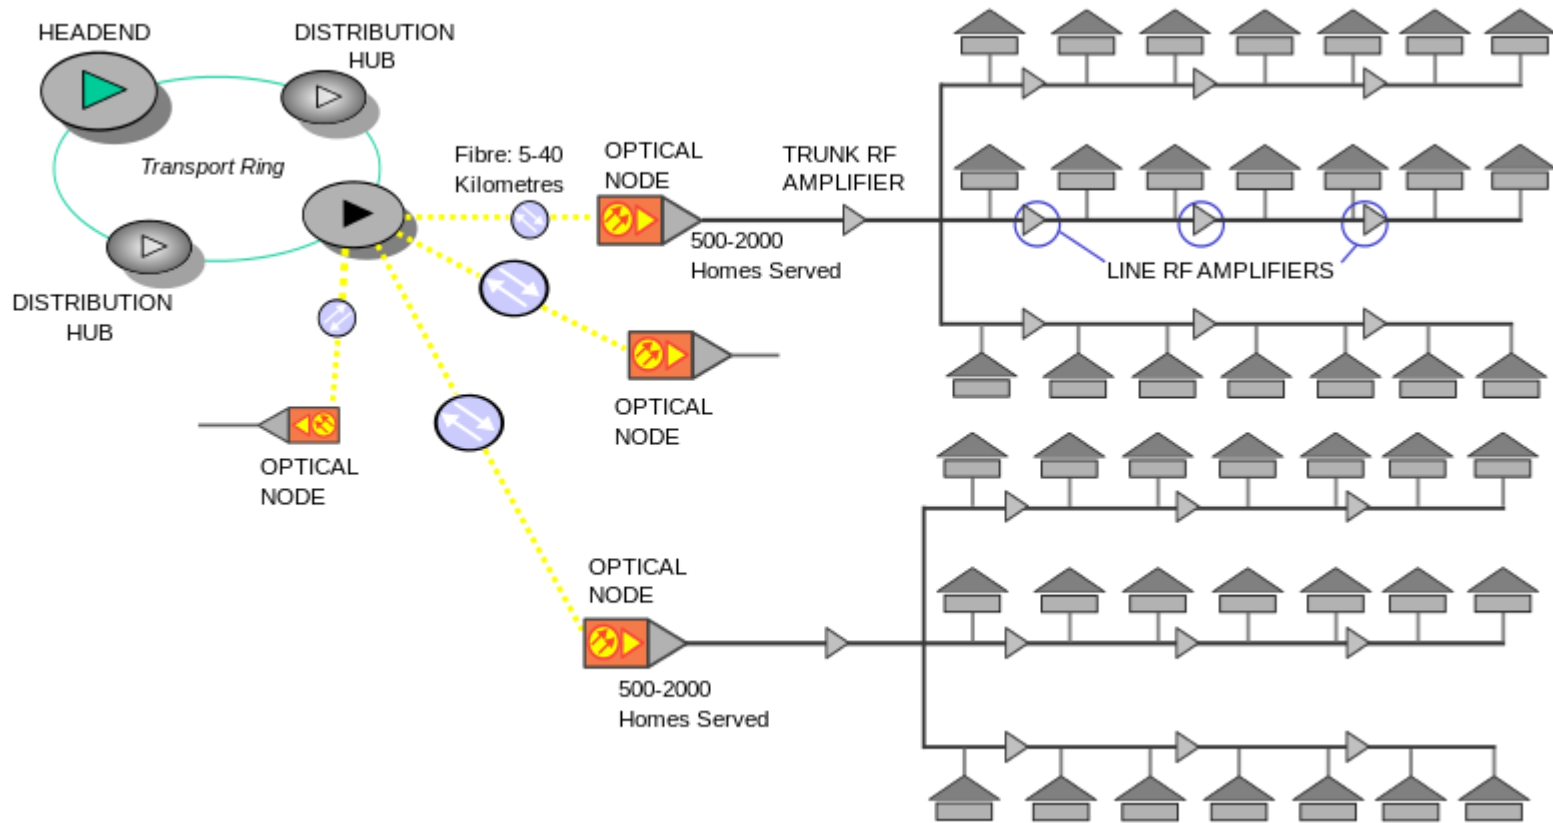 HEADEND
DISTRIBUTION
HUB
Transport Ring
DISTRIBUTION
HUB
Fibre: 5-40
Kilometres
OPTICAL
NODE
TRUNK RF
AMPLIFIER
500-2000
Homes Served
LINE RF AMPLIFIERS
OPTICAL
NODE
OPTICAL
NODE
OPTICAL
NODE
500-2000
Homes Served